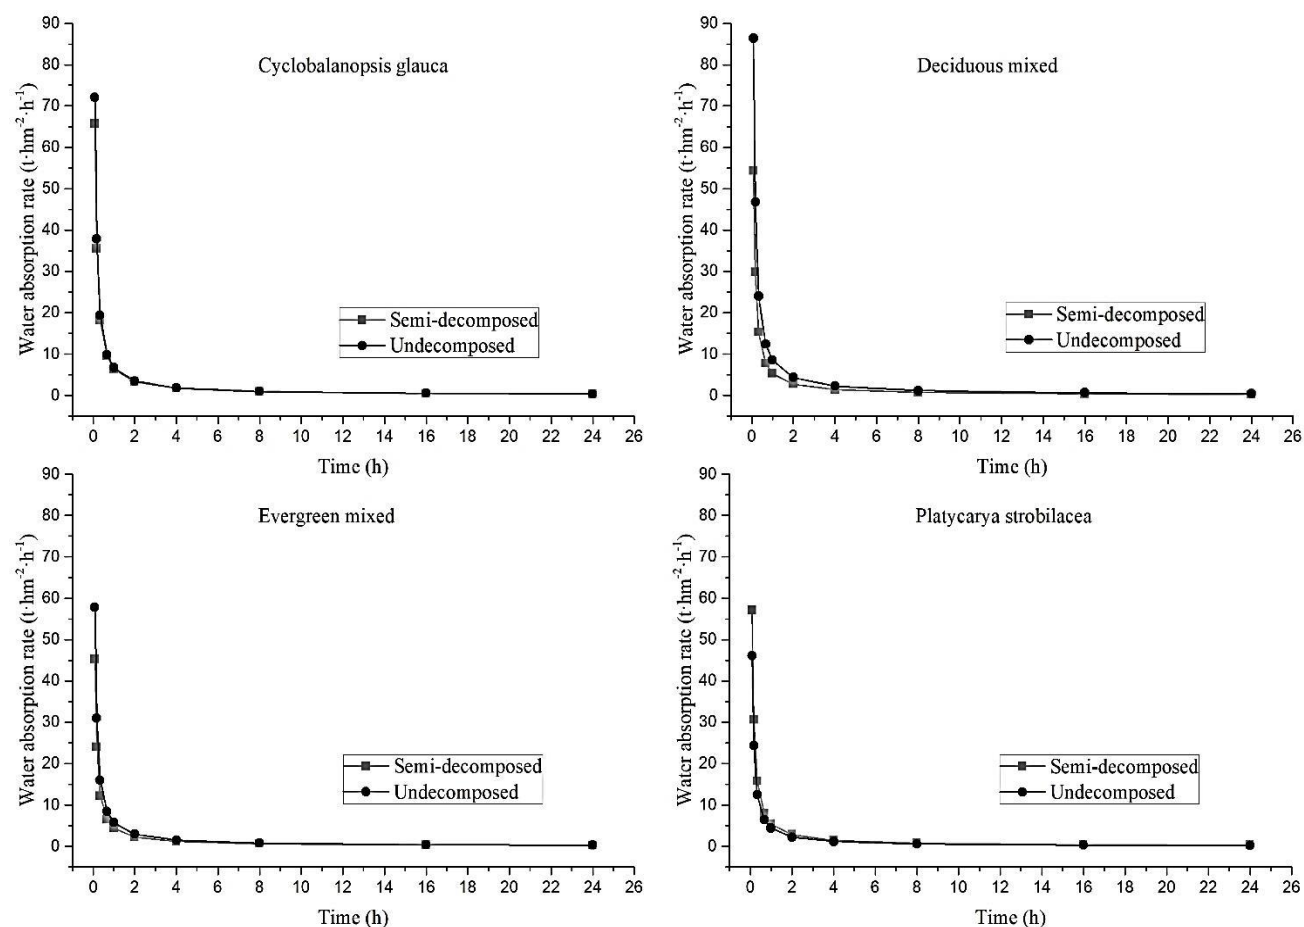 Cyclobalanopsis glauca
Water absorption rate (t·hm⁻²·h⁻¹)
90
80
70
60
50
40
30
20
10
0
Semi-decomposed
Undecomposed
0 2 4 6 8 10 12 14 16 18 20 22 24 26
Time (h)
Deciduous mixed
Water absorption rate (t·hm⁻²·h⁻¹)
90
80
70
60
50
40
30
20
10
0
Semi-decomposed
Undecomposed
0 2 4 6 8 10 12 14 16 18 20 22 24 26
Time (h)
Evergreen mixed
Water absorption rate (t·hm⁻²·h⁻¹)
90
80
70
60
50
40
30
20
10
0
Semi-decomposed
Undecomposed
0 2 4 6 8 10 12 14 16 18 20 22 24 26
Time (h)
Platycarya strobilacea
Water absorption rate (t·hm⁻²·h⁻¹)
90
80
70
60
50
40
30
20
10
0
Semi-decomposed
Undecomposed
0 2 4 6 8 10 12 14 16 18 20 22 24 26
Time (h)